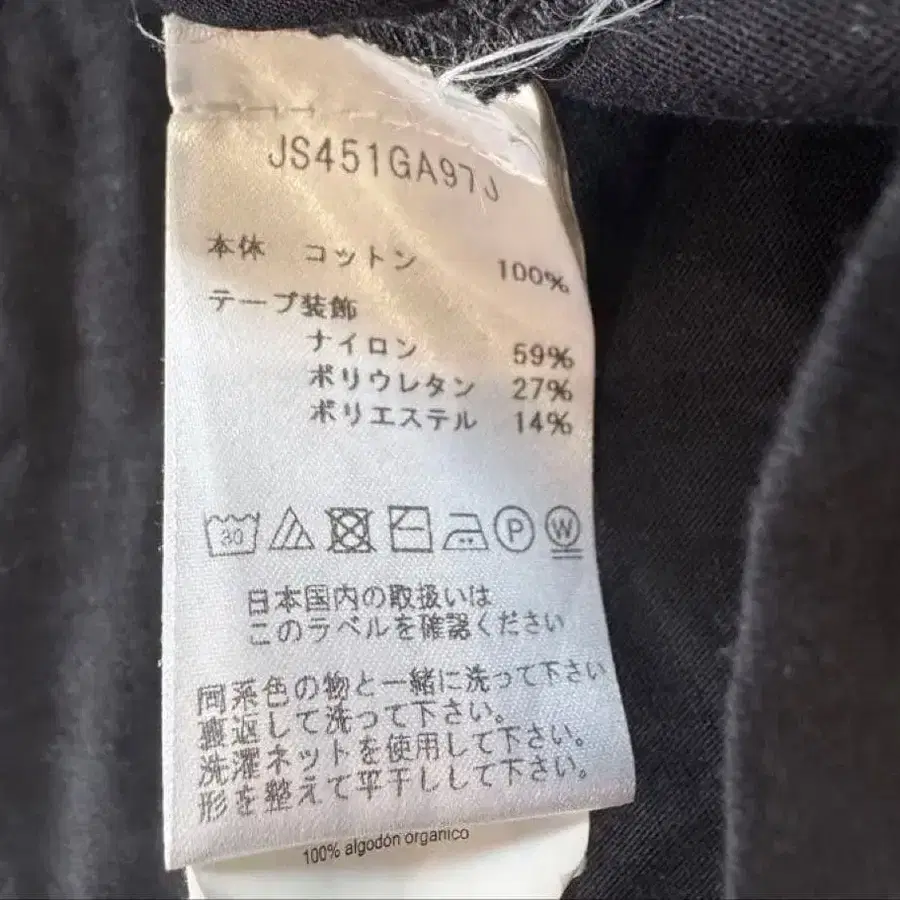 JS451GA97J
本体 コットン 100%
テープ装飾
ナイロン 59%
ポリウレタン 27%
ポリエステル 14%
30 P W
日本国内の取扱いは
このラベルを確認ください
同系色の物と一緒に洗って下さい
裏返して洗って下さい。
洗濯ネットを使用して下さい。
形を整えて平干しして下さい。
100% algodón organico